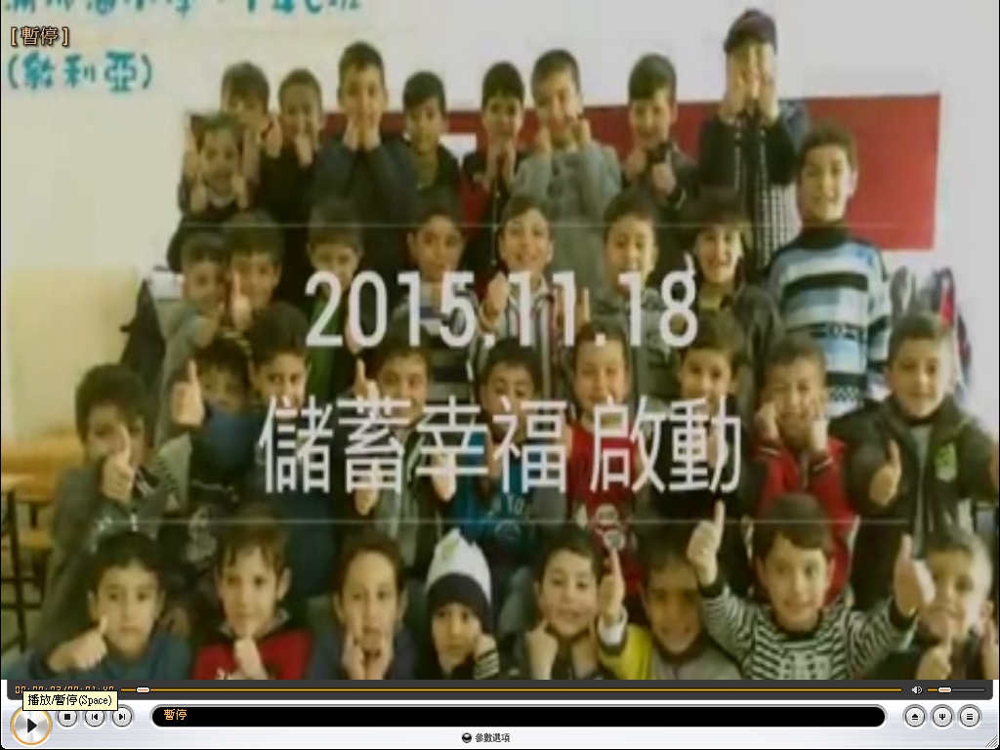 [暫停]
(敘利亞)
2015.11.18
儲蓄幸福 啟動
播放/暫停(Space)
暫停
參數選項